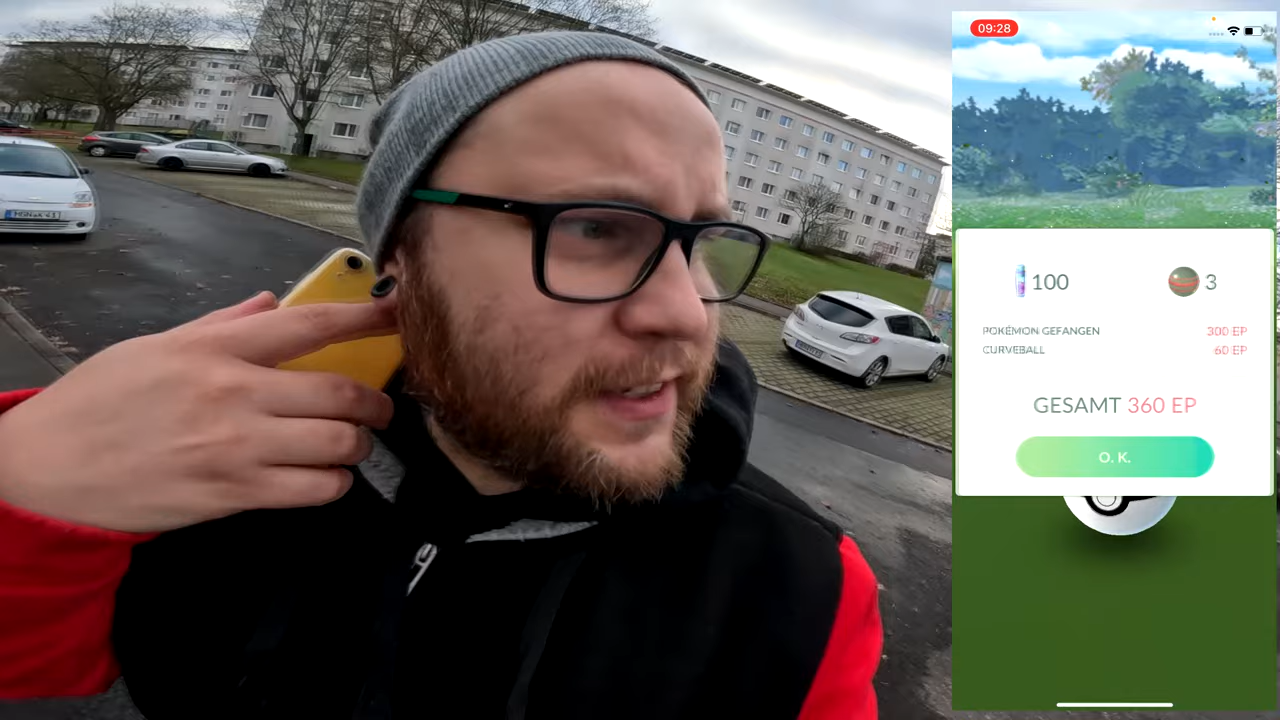 09:28
100
3
POKÉMON GEFANGEN 300 EP
CURVEBALL 60 EP
GESAMT 360 EP
O. K.